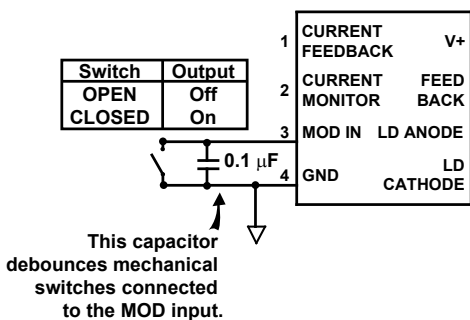 Switch Output
OPEN Off
CLOSED On
0.1 μF
This capacitor
debounces mechanical
switches connected
to the MOD input.
1 CURRENT
FEEDBACK
V+
2 CURRENT
MONITOR
FEED
BACK
3 MOD IN LD ANODE
4 GND
LD
CATHODE